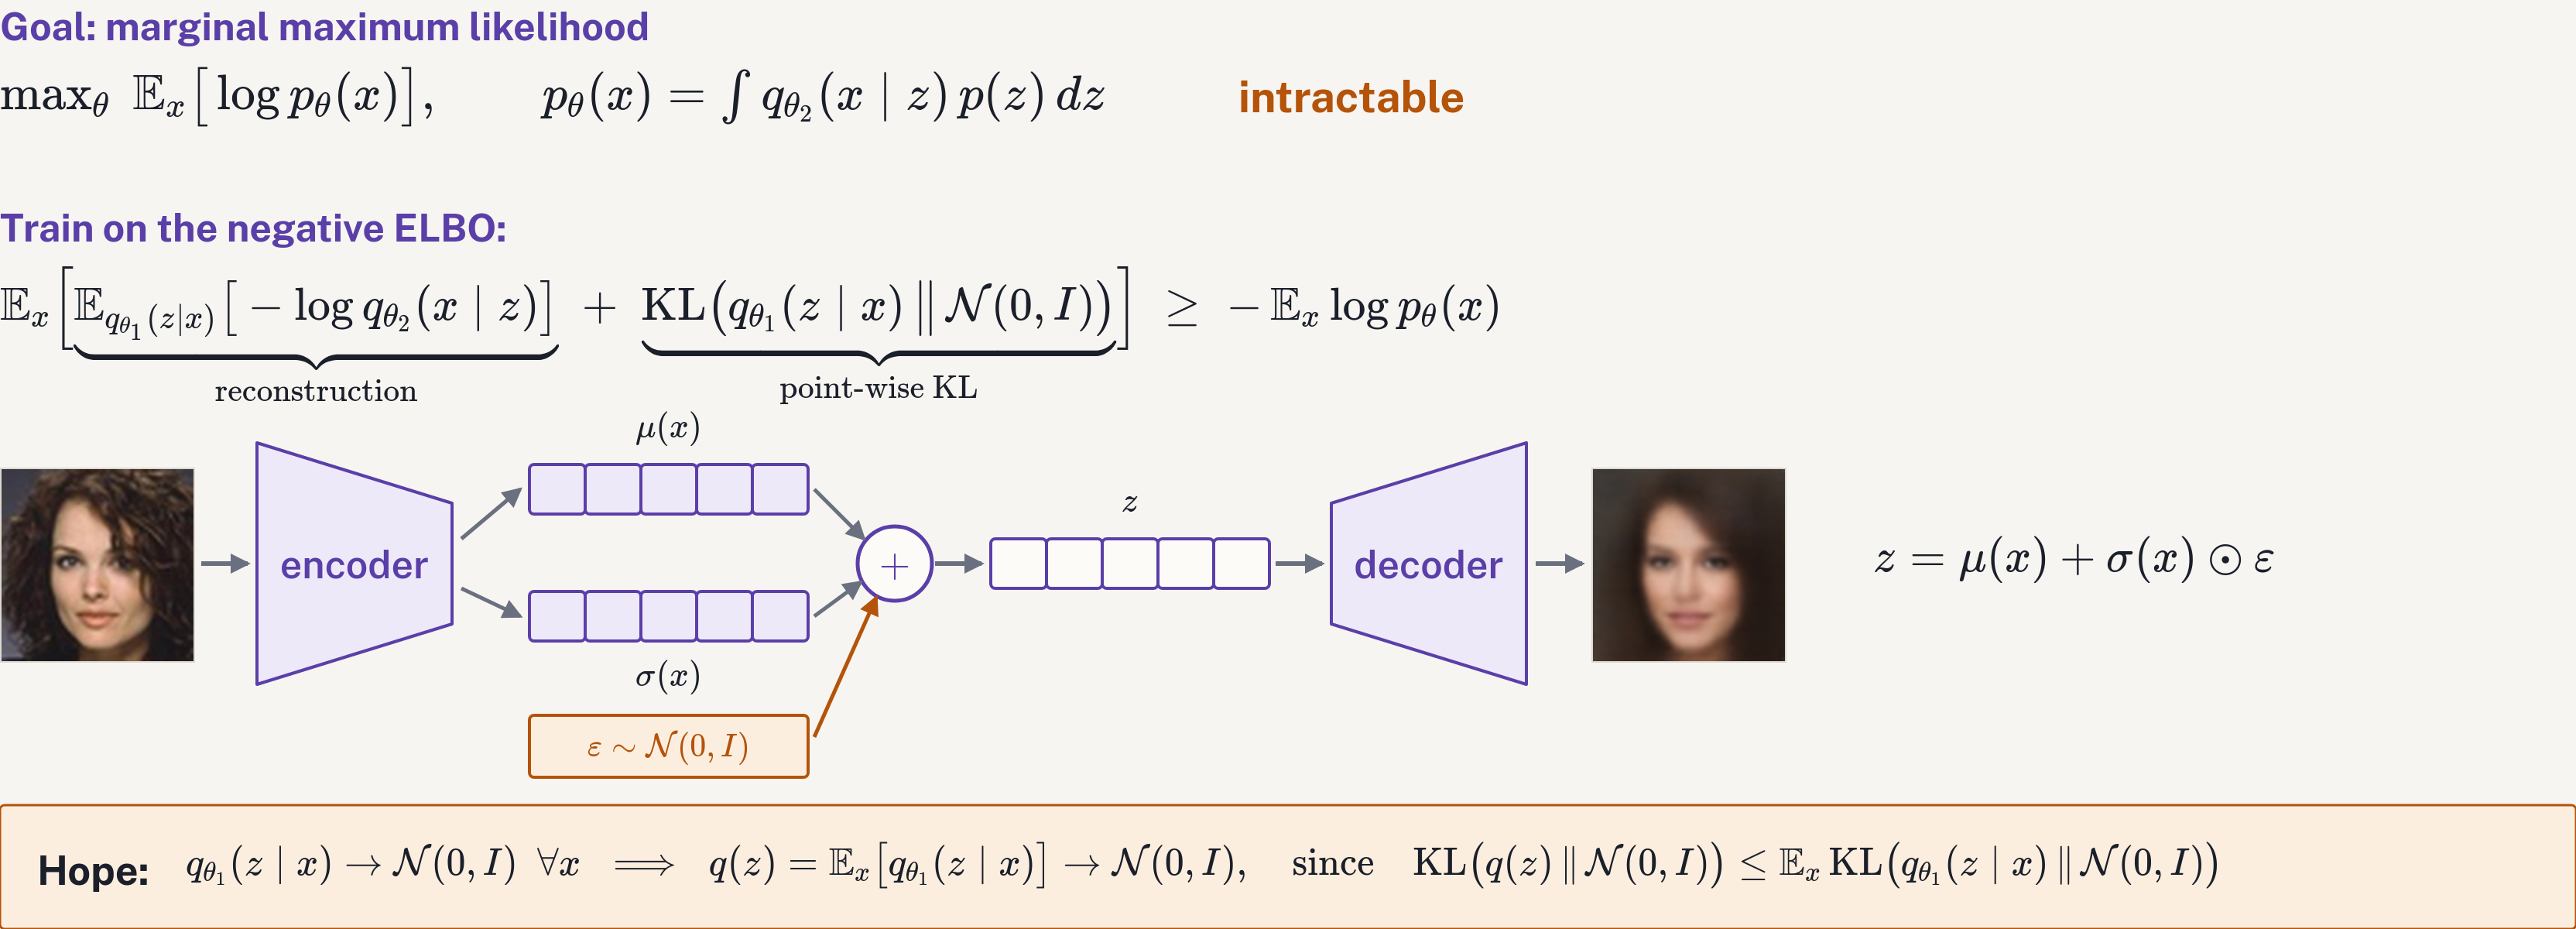 Goal: marginal maximum likelihood
max_θ 𝔼_x[ log p_θ(x) ],    p_θ(x) = ∫ q_θ₂(x | z) p(z) dz    intractable
Train on the negative ELBO:
𝔼_x[ 𝔼_{q_θ₁(z|x)}[ − log q_θ₂(x | z) ] + KL( q_θ₁(z | x) ‖ 𝒩(0, I) ) ] ≥ − 𝔼_x log p_θ(x)
reconstruction    point-wise KL
μ(x)
z
encoder    +    decoder    z = μ(x) + σ(x) ⊙ ε
σ(x)
ε ∼ 𝒩(0, I)
Hope: q_θ₁(z | x) → 𝒩(0, I) ∀x ⟹ q(z) = 𝔼_x[ q_θ₁(z | x) ] → 𝒩(0, I), since KL( q(z) ‖ 𝒩(0, I) ) ≤ 𝔼_x KL( q_θ₁(z | x) ‖ 𝒩(0, I) )